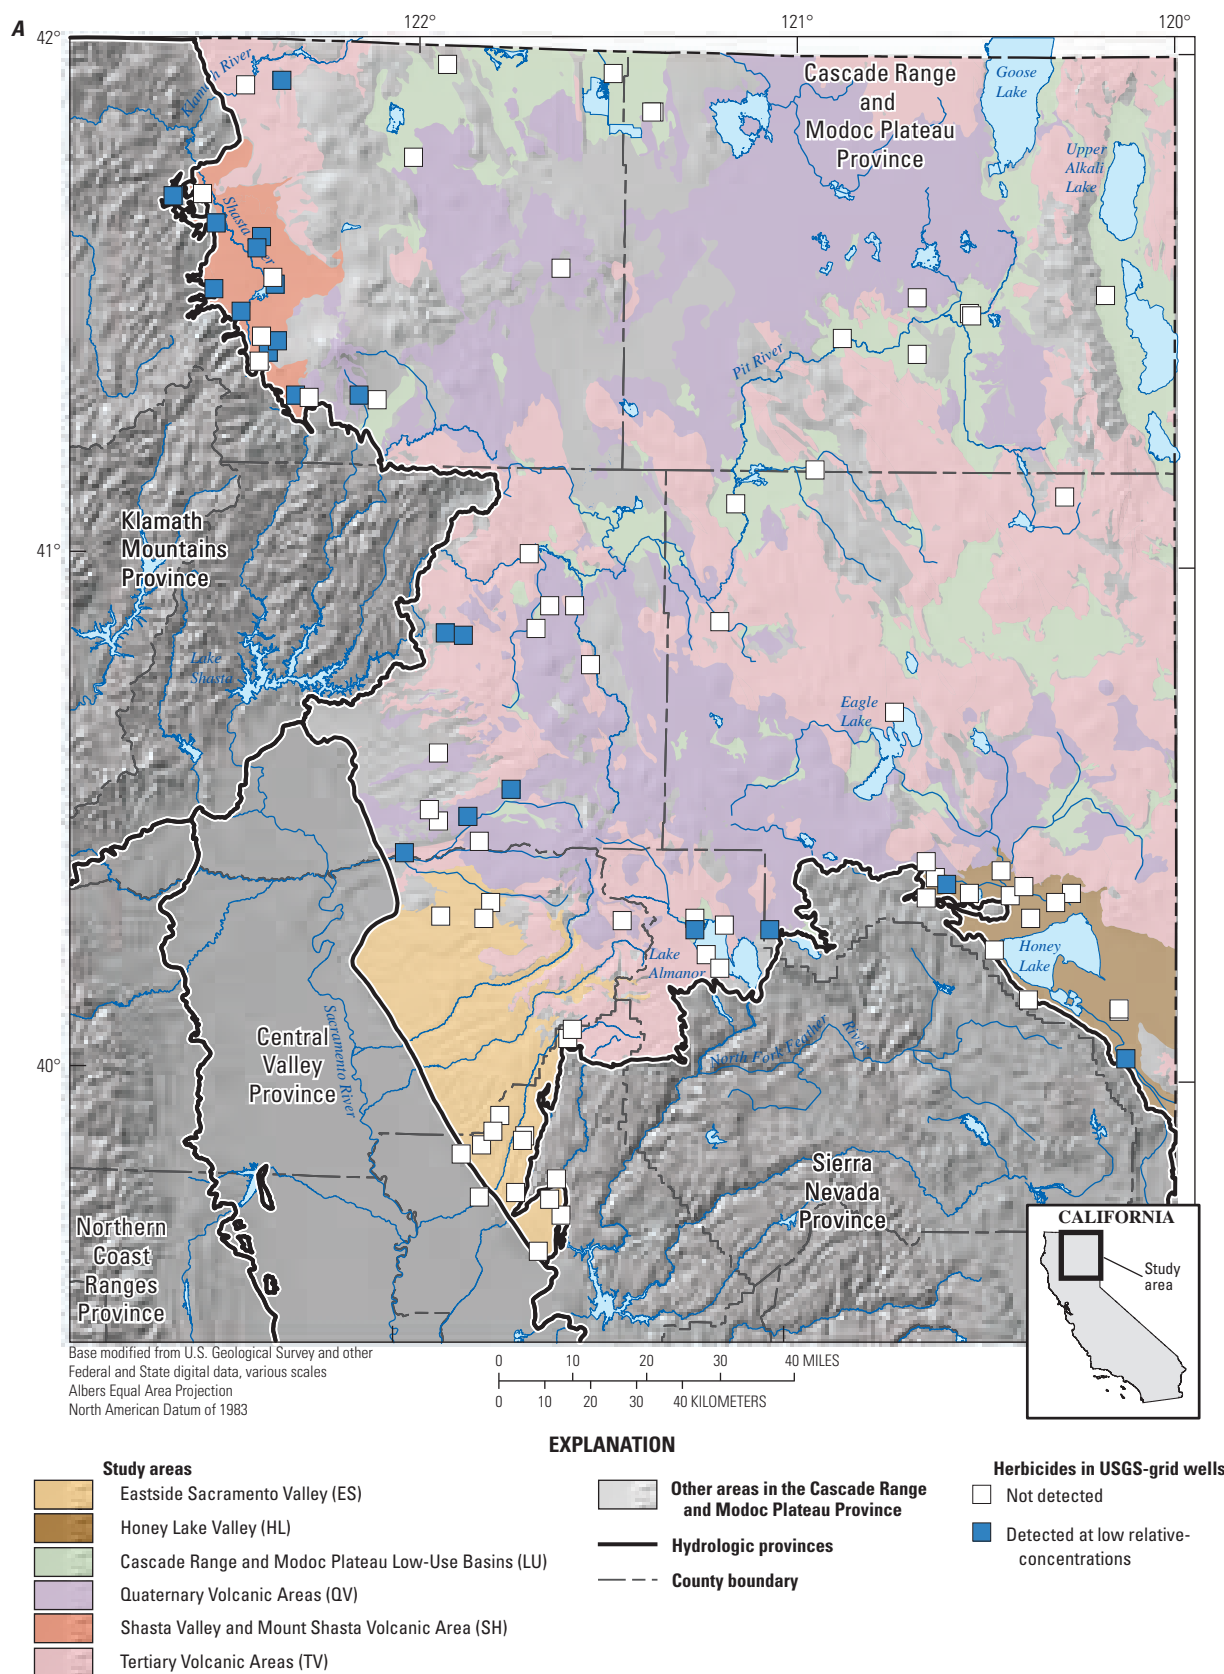 A
122°
121°
120°
42°
Klamath River
Cascade Range
and
Modoc Plateau
Province
Goose
Lake
Upper
Alkali
Lake
Shasta River
Pit River
41°
Klamath
Mountains
Province
Lake
Shasta
Eagle
Lake
Lake
Almanor
Honey
Lake
40°
Central
Valley
Province
Sacramento River
North Fork Feather River
Sierra
Nevada
Province
Northern
Coast
Ranges
Province
CALIFORNIA
Study
area
Base modified from U.S. Geological Survey and other
Federal and State digital data, various scales
Albers Equal Area Projection
North American Datum of 1983
0 10 20 30 40 MILES
0 10 20 30 40 KILOMETERS
EXPLANATION
Study areas
Eastside Sacramento Valley (ES)
Honey Lake Valley (HL)
Cascade Range and Modoc Plateau Low-Use Basins (LU)
Quaternary Volcanic Areas (QV)
Shasta Valley and Mount Shasta Volcanic Area (SH)
Tertiary Volcanic Areas (TV)
Other areas in the Cascade Range
and Modoc Plateau Province
Hydrologic provinces
County boundary
Herbicides in USGS-grid wells
Not detected
Detected at low relative-
concentrations